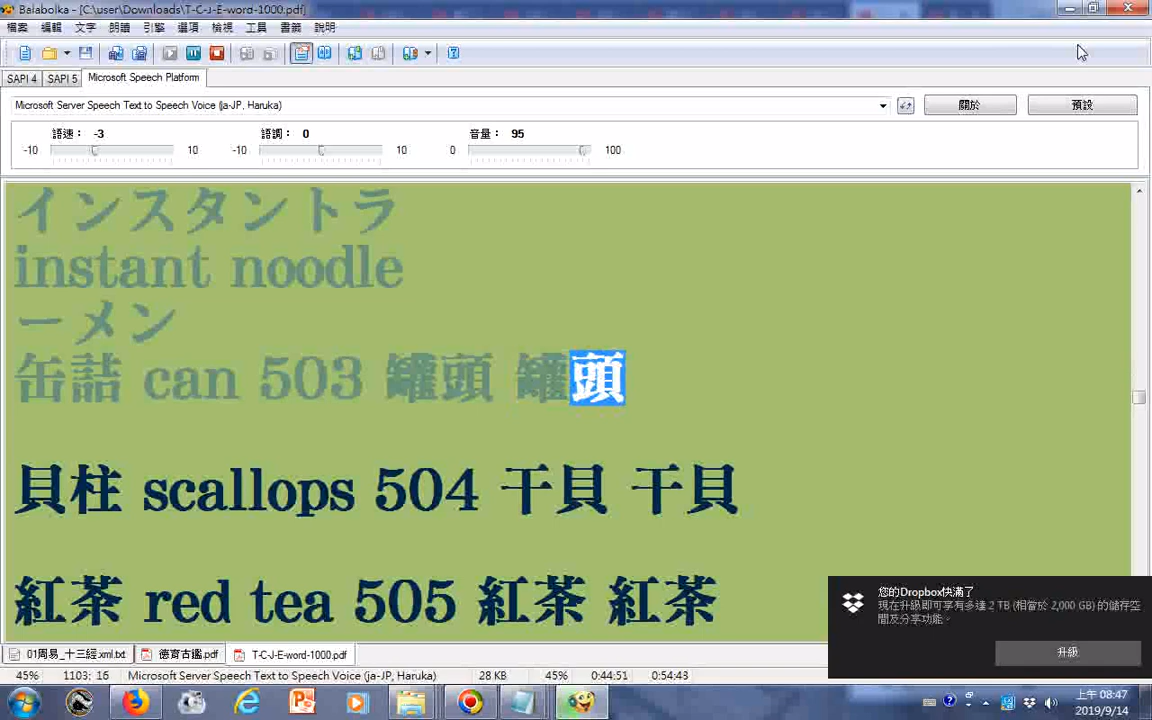 Balabolka - [C:\user\Downloads\T-C-J-E-word-1000.pdf]
檔案 編輯 文字 朗讀 引擎 選項 檢視 工具 書籤 說明
SAPI 4 SAPI 5 Microsoft Speech Platform
Microsoft Server Speech Text to Speech Voice (ja-JP, Haruka) 關於 預設
語速： -3 語調： 0 音量： 95
-10 10 -10 10 0 100
インスタントラ
instant noodle
ーメン
缶詰 can 503 罐頭 罐頭
貝柱 scallops 504 干貝 干貝
紅茶 red tea 505 紅茶 紅茶
您的Dropbox快滿了
現在升級即可享有多達 2 TB (相當於 2,000 GB) 的儲存空
間及分享功能。
升級
01周易_十三經.xml.txt 德育古鑑.pdf T-C-J-E-word-1000.pdf
45% 1103: 16 Microsoft Server Speech Text to Speech Voice (ja-JP, Haruka) 28 KB 45% 0:44:51 0:54:43
上午 08:47
2019/9/14